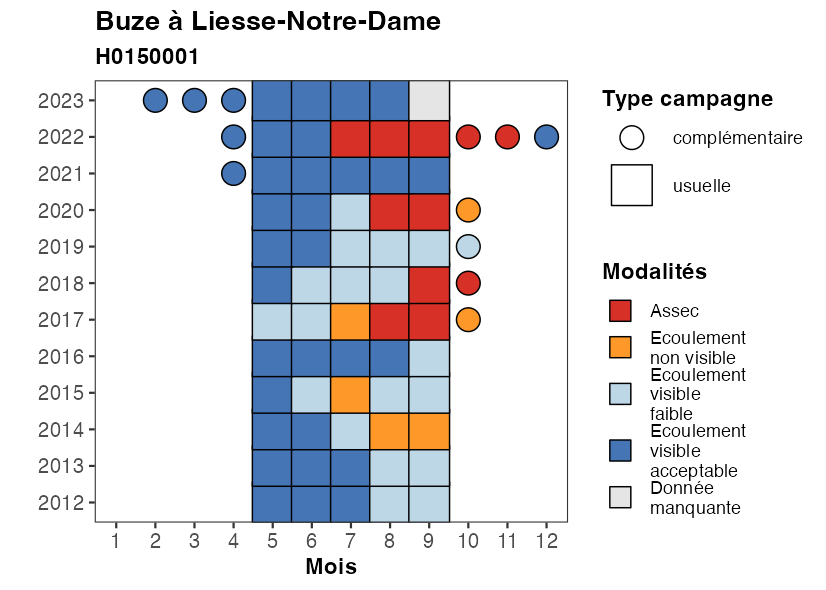 Buze à Liesse-Notre-Dame
H0150001
2023
2022
2021
2020
2019
2018
2017
2016
2015
2014
2013
2012
1 2 3 4 5 6 7 8 9 10 11 12
Mois
Type campagne
complémentaire
usuelle
Modalités
Assec
Ecoulement
non visible
Ecoulement
visible
faible
Ecoulement
visible
acceptable
Donnée
manquante